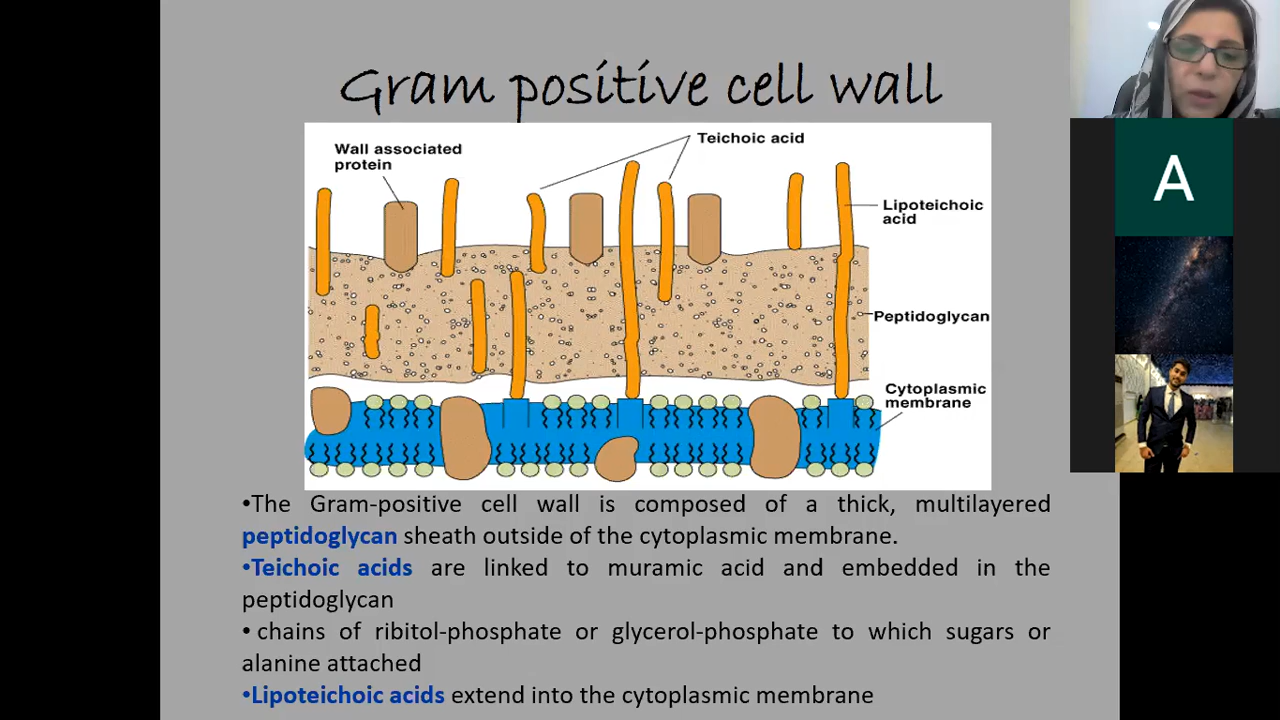 Gram positive cell wall
Wall associated
protein
Teichoic acid
Lipoteichoic
acid
Peptidoglycan
Cytoplasmic
membrane
A
•The Gram-positive cell wall is composed of a thick, multilayered
peptidoglycan sheath outside of the cytoplasmic membrane.
•Teichoic acids are linked to muramic acid and embedded in the
peptidoglycan
• chains of ribitol-phosphate or glycerol-phosphate to which sugars or
alanine attached
•Lipoteichoic acids extend into the cytoplasmic membrane